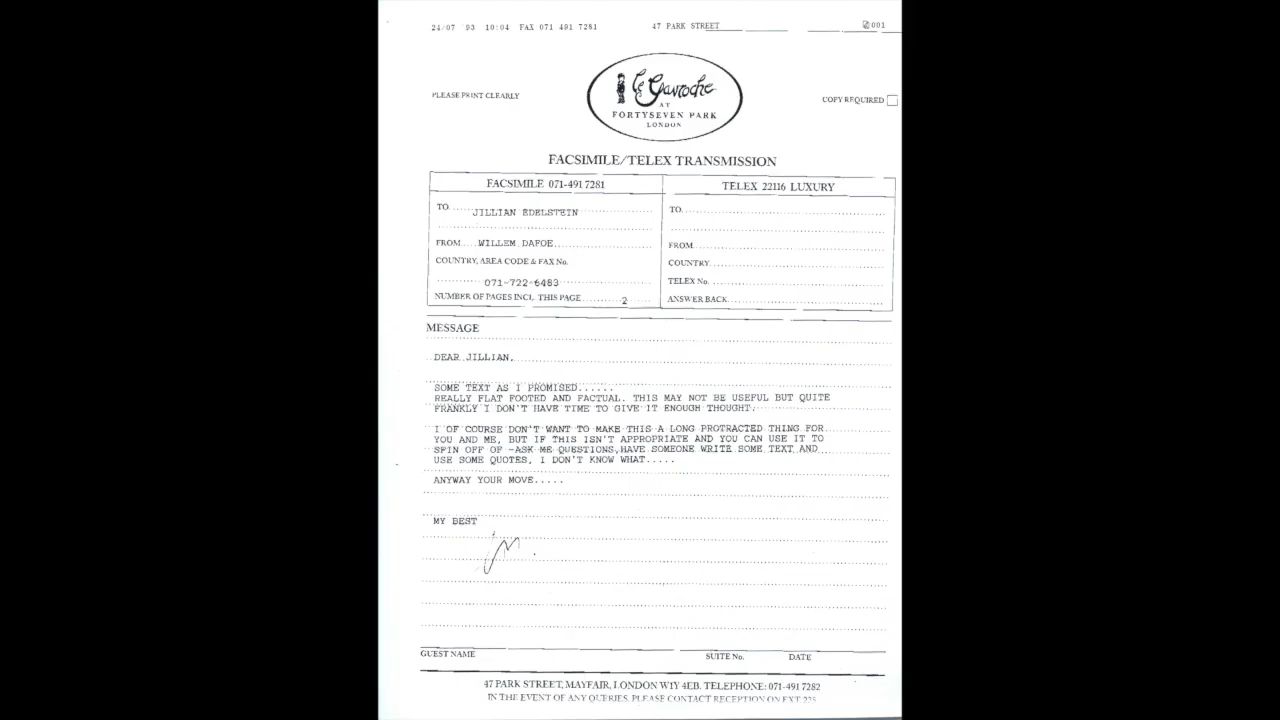 24/07 '93 10:04 FAX 071 491 7281 47 PARK STREET 001
PLEASE PRINT CLEARLY
Le Gavroche
AT
FORTYSEVEN PARK
LONDON
COPY REQUIRED
FACSIMILE/TELEX TRANSMISSION
FACSIMILE 071-491 7281
TO JILLIAN EDELSTEIN
FROM WILLEM DAFOE
COUNTRY, AREA CODE & FAX No.
071-722-6483
NUMBER OF PAGES INCL. THIS PAGE 2
TELEX 22116 LUXURY
TO
FROM
COUNTRY
TELEX No.
ANSWER BACK
MESSAGE
DEAR JILLIAN,
SOME TEXT AS I PROMISED......
REALLY FLAT FOOTED AND FACTUAL. THIS MAY NOT BE USEFUL BUT QUITE
FRANKLY I DON'T HAVE TIME TO GIVE IT ENOUGH THOUGHT.
I OF COURSE DON'T WANT TO MAKE THIS A LONG PROTRACTED THING FOR
YOU AND ME, BUT IF THIS ISN'T APPROPRIATE AND YOU CAN USE IT TO
SPIN OFF OF -ASK ME QUESTIONS,HAVE SOMEONE WRITE SOME TEXT AND
USE SOME QUOTES, I DON'T KNOW WHAT.....
ANYWAY YOUR MOVE.....
MY BEST
GUEST NAME SUITE No. DATE
47 PARK STREET, MAYFAIR, LONDON W1Y 4EB. TELEPHONE: 071-491 7282
IN THE EVENT OF ANY QUERIES, PLEASE CONTACT RECEPTION ON EXT 225